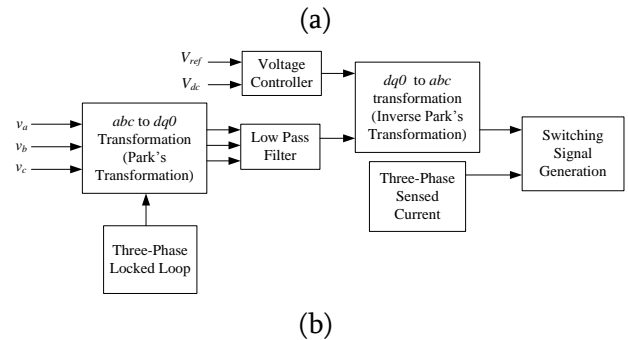 (a)
V_ref
V_dc
Voltage
Controller
dq0 to abc
transformation
(Inverse Park's
Transformation)
v_a
v_b
v_c
abc to dq0
Transformation
(Park's
Transformation)
Low Pass
Filter
Switching
Signal
Generation
Three-Phase
Sensed
Current
Three-Phase
Locked Loop
(b)